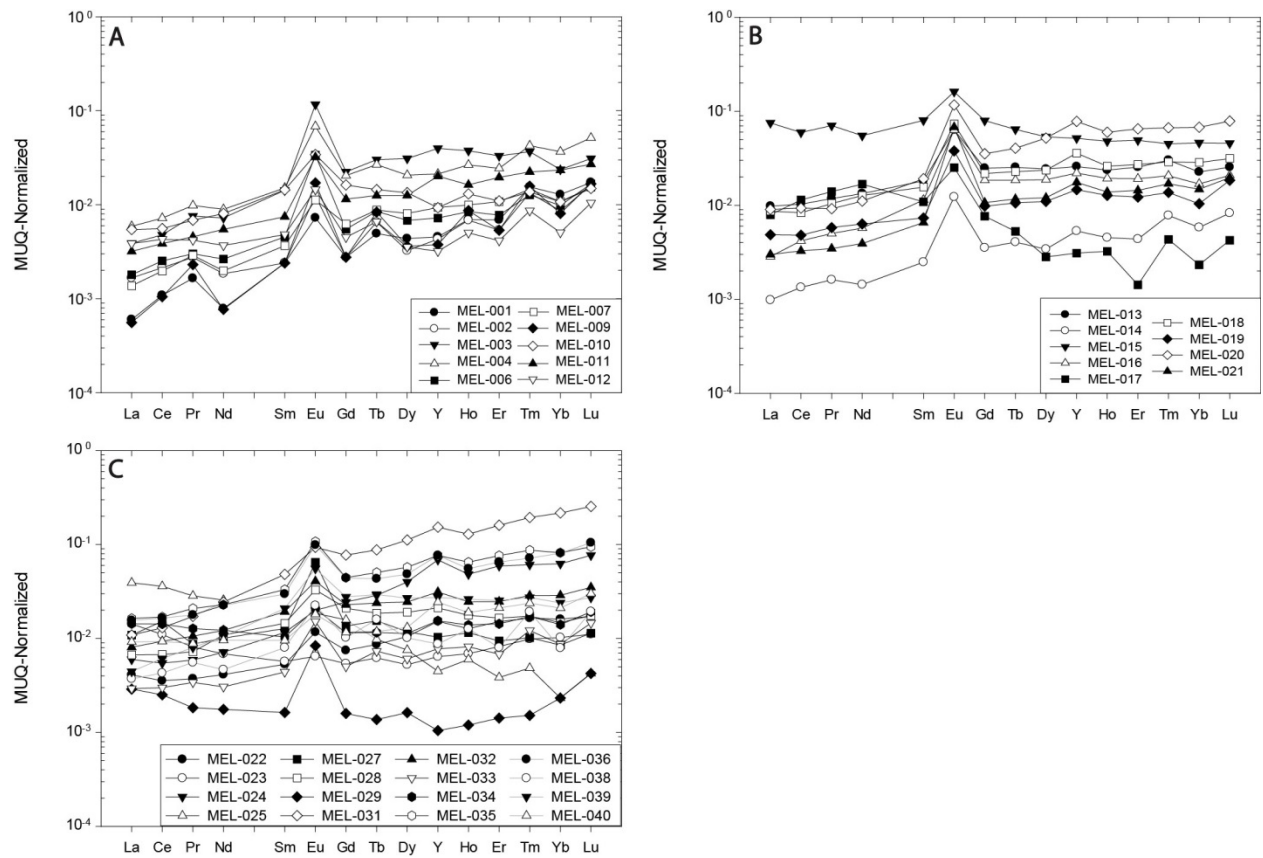 A
MUQ-Normalized
10^0
10^-1
10^-2
10^-3
10^-4
MEL-001 MEL-007
MEL-002 MEL-009
MEL-003 MEL-010
MEL-004 MEL-011
MEL-006 MEL-012
La Ce Pr Nd Sm Eu Gd Tb Dy Y Ho Er Tm Yb Lu
B
MUQ-Normalized
10^0
10^-1
10^-2
10^-3
10^-4
MEL-013
MEL-014 MEL-018
MEL-015 MEL-019
MEL-016 MEL-020
MEL-017 MEL-021
La Ce Pr Nd Sm Eu Gd Tb Dy Y Ho Er Tm Yb Lu
C
MUQ-Normalized
10^0
10^-1
10^-2
10^-3
10^-4
MEL-022 MEL-027 MEL-032 MEL-036
MEL-023 MEL-028 MEL-033 MEL-038
MEL-024 MEL-029 MEL-034 MEL-039
MEL-025 MEL-031 MEL-035 MEL-040
La Ce Pr Nd Sm Eu Gd Tb Dy Y Ho Er Tm Yb Lu